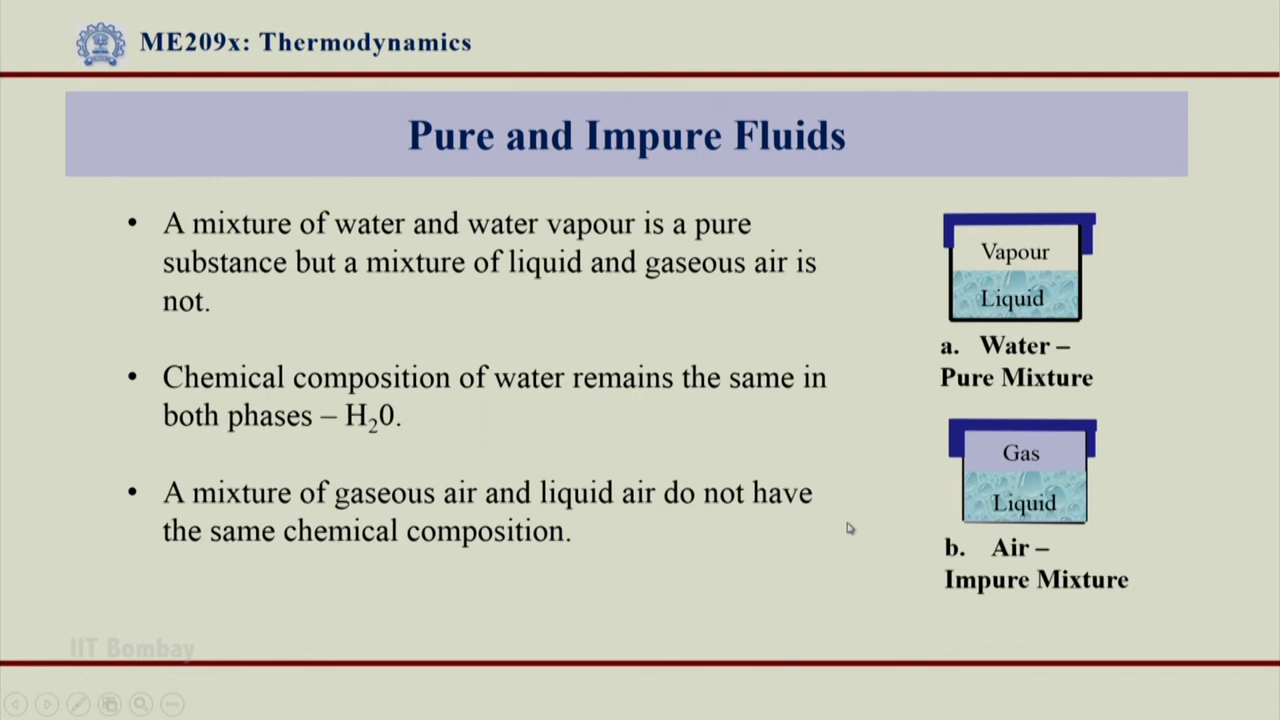 ME209x: Thermodynamics
Pure and Impure Fluids
• A mixture of water and water vapour is a pure
substance but a mixture of liquid and gaseous air is
not.
• Chemical composition of water remains the same in
both phases – H₂0.
• A mixture of gaseous air and liquid air do not have
the same chemical composition.
Vapour
Liquid
a. Water –
Pure Mixture
Gas
Liquid
b. Air –
Impure Mixture
IIT Bombay